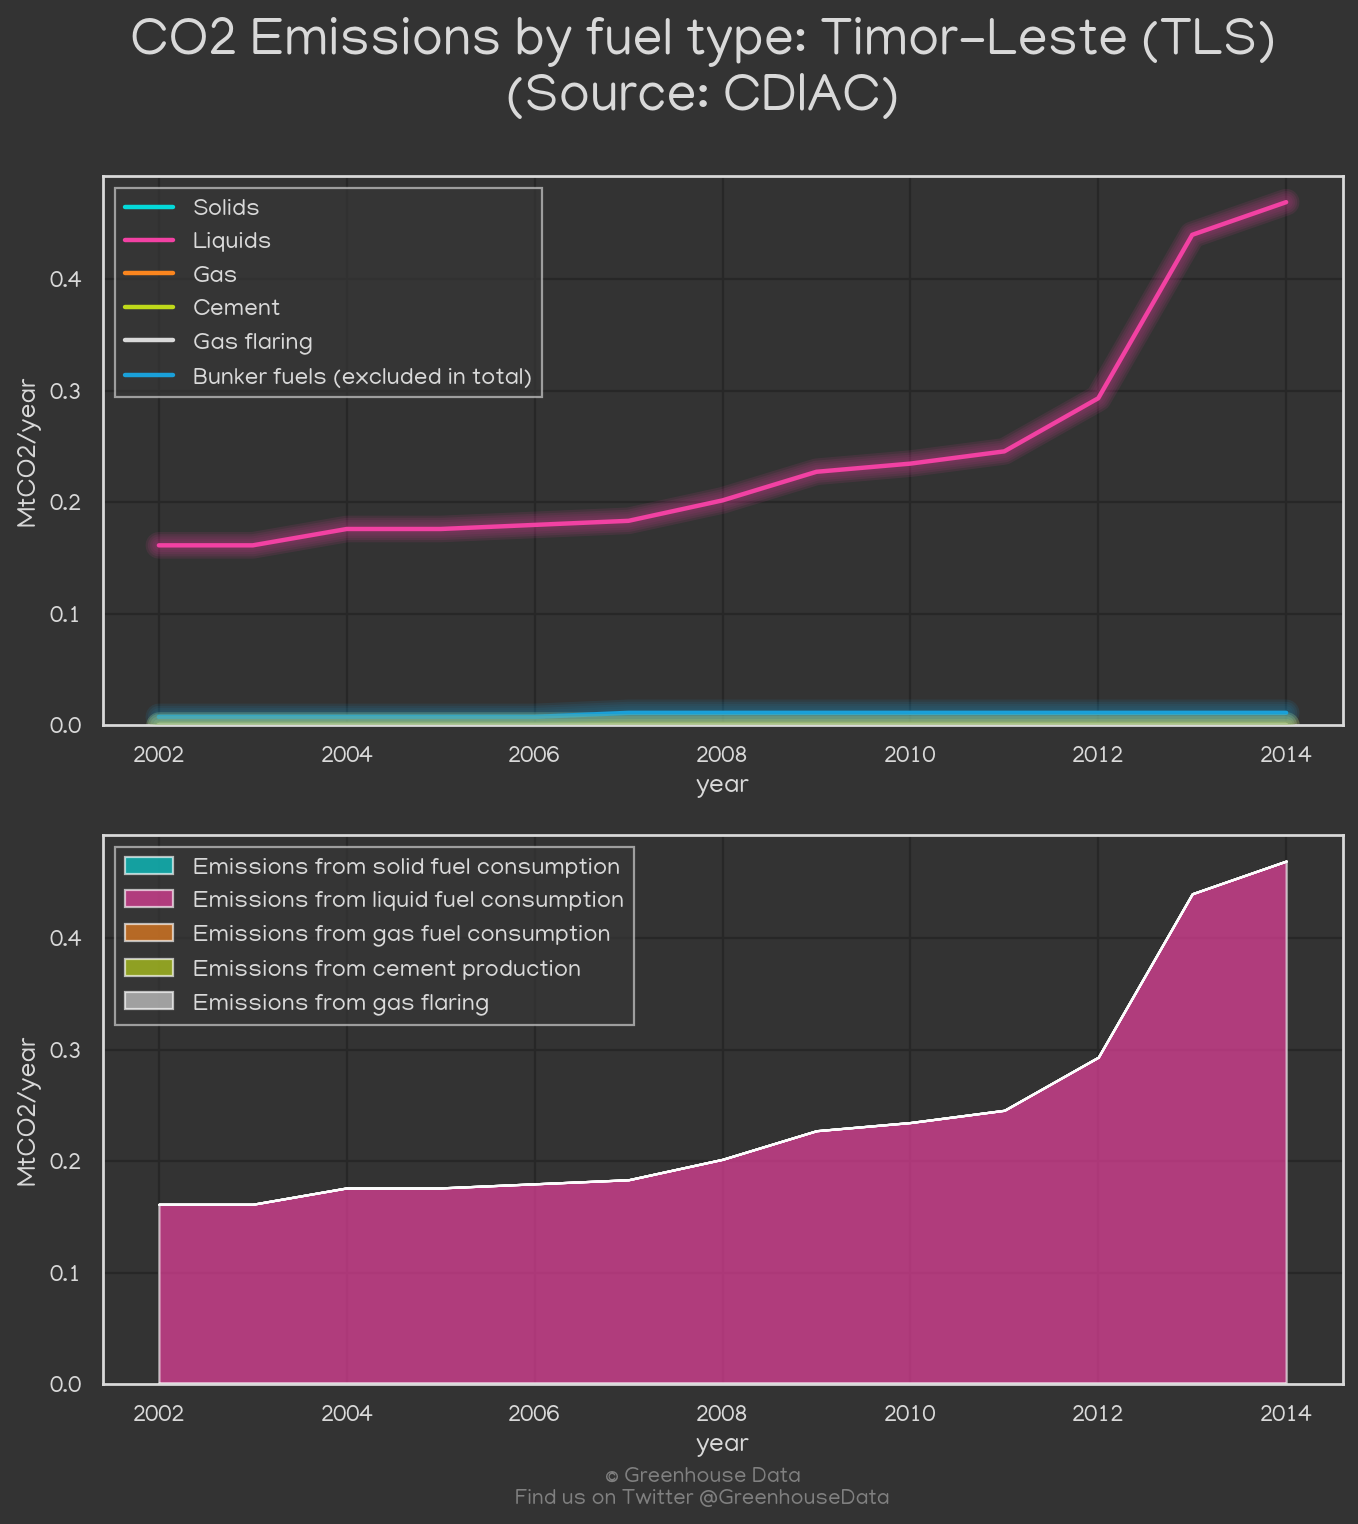 CO2 Emissions by fuel type: Timor-Leste (TLS)
(Source: CDIAC)
Solids
Liquids
Gas
Cement
Gas flaring
Bunker fuels (excluded in total)
MtCO2/year
0.4
0.3
0.2
0.1
0.0
2002 2004 2006 2008 2010 2012 2014
year
Emissions from solid fuel consumption
Emissions from liquid fuel consumption
Emissions from gas fuel consumption
Emissions from cement production
Emissions from gas flaring
MtCO2/year
0.4
0.3
0.2
0.1
0.0
2002 2004 2006 2008 2010 2012 2014
year
© Greenhouse Data
Find us on Twitter @GreenhouseData